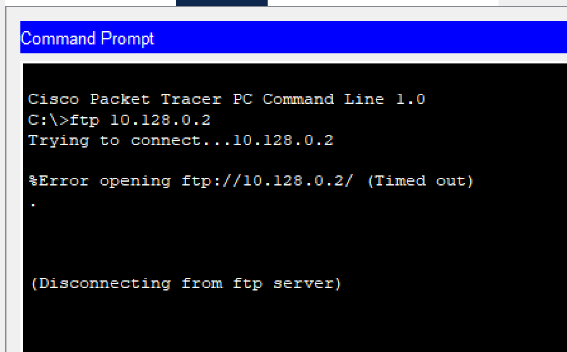 Command Prompt
Cisco Packet Tracer PC Command Line 1.0
C:\>ftp 10.128.0.2
Trying to connect...10.128.0.2
%Error opening ftp://10.128.0.2/ (Timed out)
.
(Disconnecting from ftp server)